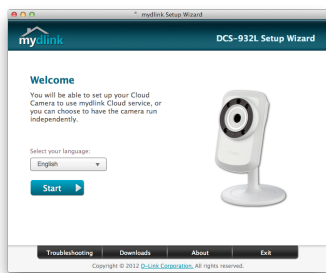 mydlink Setup Wizard
mydlink
DCS-932L Setup Wizard
Welcome
You will be able to set up your Cloud
Camera to use mydlink Cloud service, or
you can choose to have the camera run
independently.
Select your language:
English
Start
Troubleshooting Downloads About Exit
Copyright © 2012 D-Link Corporation. All rights reserved.